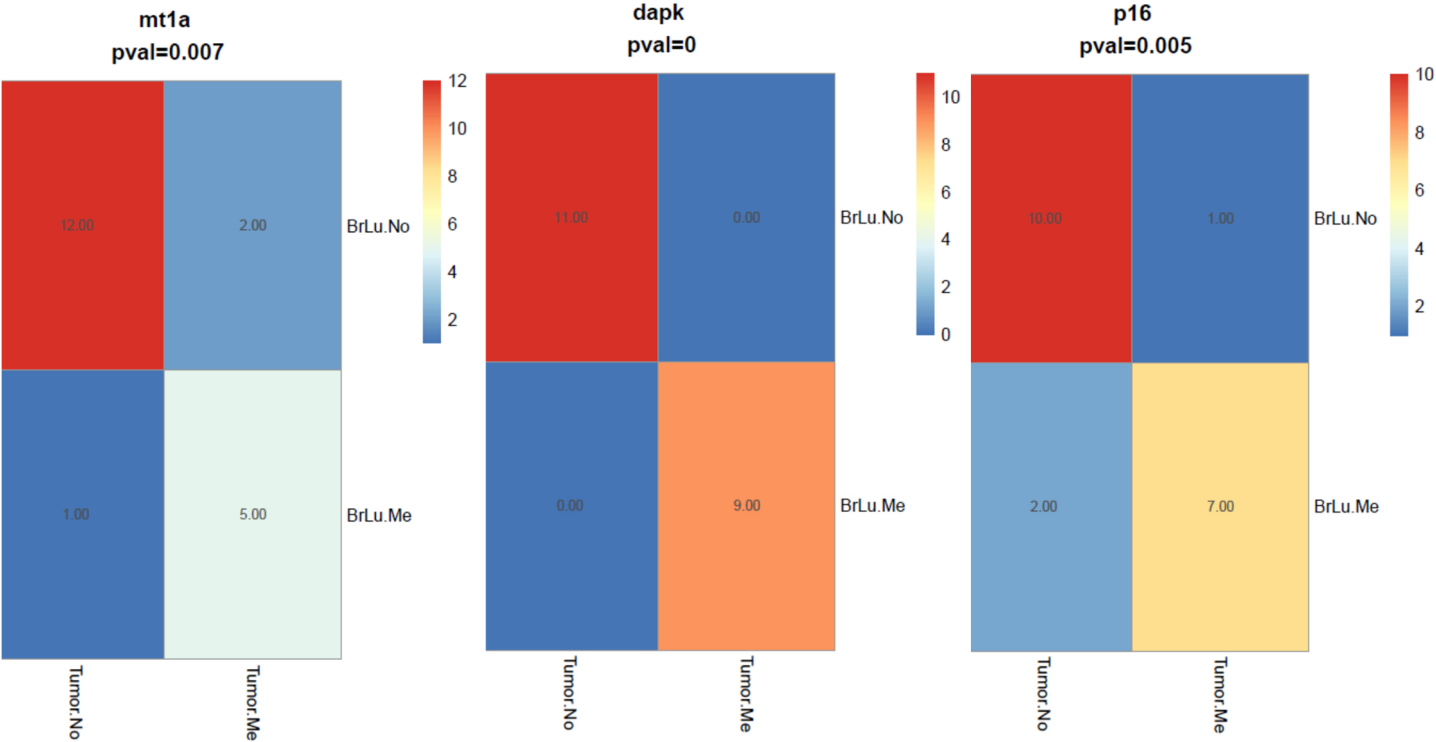 mt1a
pval=0.007
12.00
2.00
BrLu.No
1.00
5.00
BrLu.Me
Tumor.No
Tumor.Me
12
10
8
6
4
2
dapk
pval=0
11.00
0.00
BrLu.No
0.00
9.00
BrLu.Me
Tumor.No
Tumor.Me
10
8
6
4
2
0
p16
pval=0.005
10.00
1.00
BrLu.No
2.00
7.00
BrLu.Me
Tumor.No
Tumor.Me
10
8
6
4
2